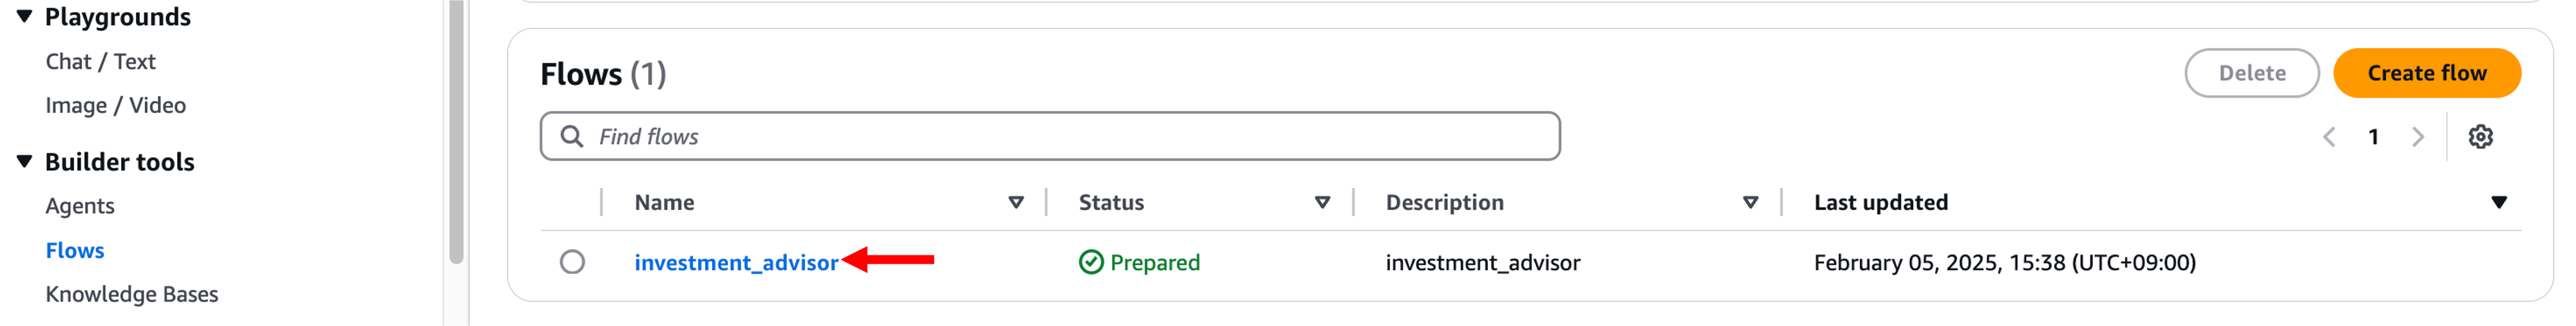 Playgrounds
Chat / Text
Image / Video
Builder tools
Agents
Flows
Knowledge Bases
Flows (1)
Delete
Create flow
Find flows
1
Name Status Description Last updated
investment_advisor Prepared investment_advisor February 05, 2025, 15:38 (UTC+09:00)